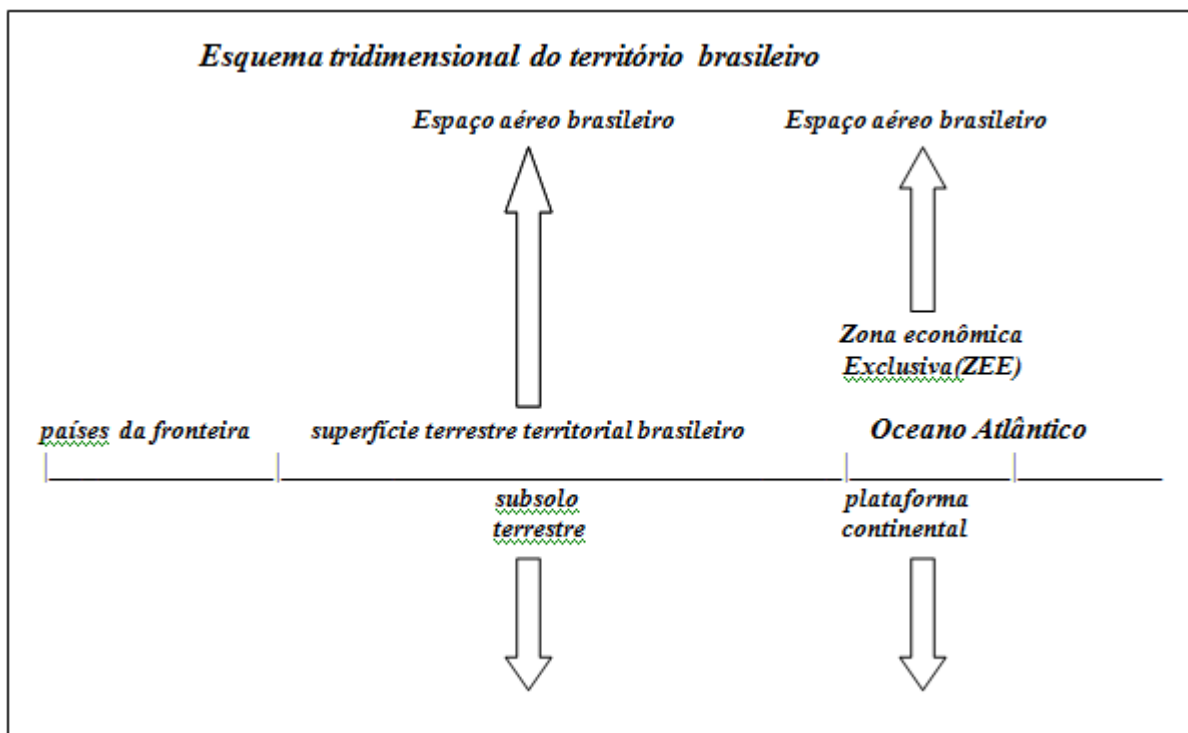 Esquema tridimensional do território brasileiro
Espaço aéreo brasileiro
Espaço aéreo brasileiro
Zona econômica
Exclusiva(ZEE)
países da fronteira
superfície terrestre territorial brasileiro
Oceano Atlântico
subsolo
terrestre
plataforma
continental